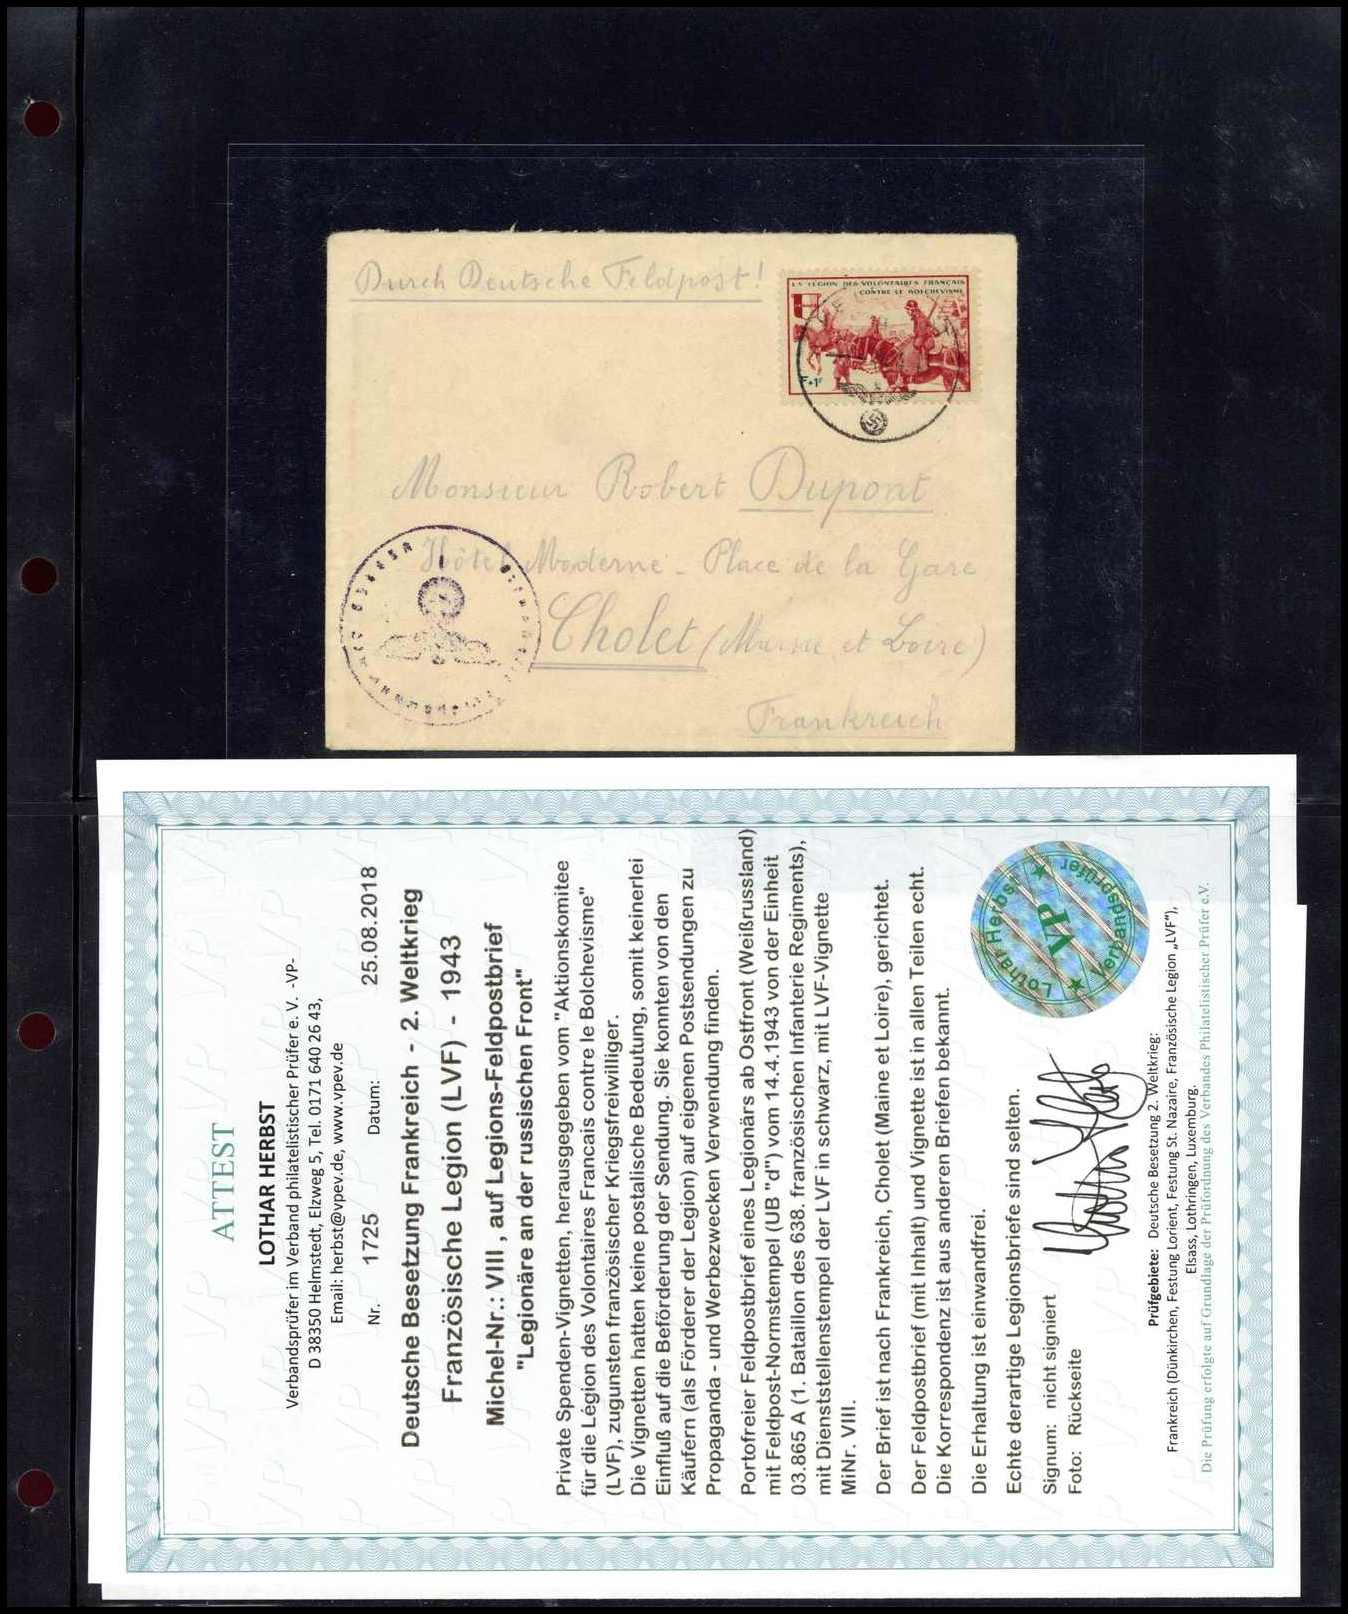 Durch Deutsche Feldpost!
LA LEGION DES VOLONTAIRES FRANÇAIS
CONTRE LE BOLCHEVISME
F+1F
Monsieur Robert Dupont
Hôtel Moderne - Place de la Gare
Cholet (Maine et Loire)
Frankreich
ATTEST
LOTHAR HERBST
Verbandsprüfer im Verband philatelistischer Prüfer e. V. -VP-
D 38350 Helmstedt, Elzweg 5, Tel. 0171 640 26 43,
Email: herbst@vpev.de, www.vpev.de
Nr. 1725 Datum: 25.08.2018
Deutsche Besetzung Frankreich - 2. Weltkrieg
Französische Legion (LVF) - 1943
Michel-Nr.: VIII , auf Legions-Feldpostbrief
"Legionäre an der russischen Front"
Private Spenden-Vignetten, herausgegeben vom "Aktionskomitee
für die Légion des Volontaires Francais contre le Bolchevisme"
(LVF), zugunsten französischer Kriegsfreiwilliger.
Die Vignetten hatten keine postalische Bedeutung, somit keinerlei
Einfluß auf die Beförderung der Sendung. Sie konnten von den
Käufern (als Förderer der Legion) auf eigenen Postsendungen zu
Propaganda - und Werbezwecken Verwendung finden.
Portofreier Feldpostbrief eines Legionärs ab Ostfront (Weißrussland)
mit Feldpost-Normstempel (UB "d") vom 14.4.1943 von der Einheit
03.865 A (1. Bataillon des 638. französischen Infanterie Regiments),
mit Dienststellenstempel der LVF in schwarz, mit LVF-Vignette
MiNr. VIII.
Der Brief ist nach Frankreich, Cholet (Maine et Loire), gerichtet.
Der Feldpostbrief (mit Inhalt) und Vignette ist in allen Teilen echt.
Die Korrespondenz ist aus anderen Briefen bekannt.
Die Erhaltung ist einwandfrei.
Echte derartige Legionsbriefe sind selten.
Signum: nicht signiert
Foto: Rückseite
Lothar Herbst
VP
Verbandsprüfer
Prüfgebiete: Deutsche Besetzung 2. Weltkrieg:
Frankreich (Dünkirchen, Festung Lorient, Festung St. Nazaire, Französische Legion „LVF"),
Elsass, Lothringen, Luxemburg.
Die Prüfung erfolgte auf Grundlage der Prüfordnung des Verbandes Philatelistischer Prüfer e.V.